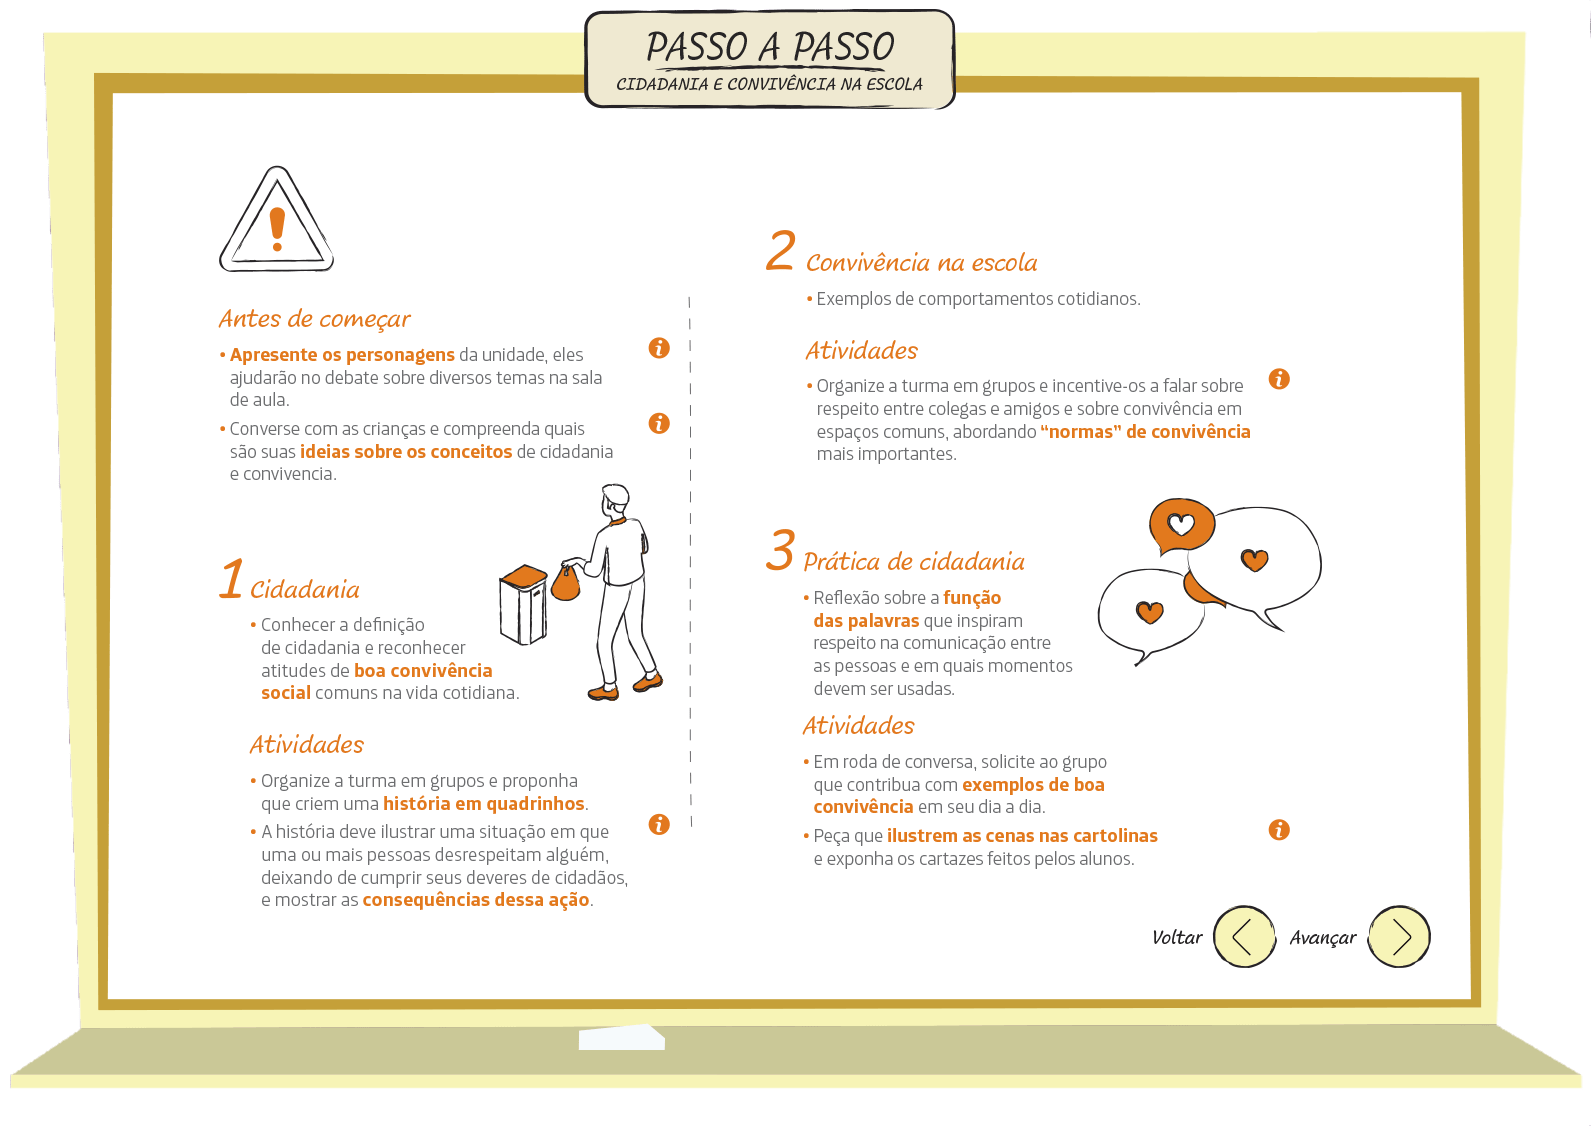 PASSO A PASSO
CIDADANIA E CONVIVÊNCIA NA ESCOLA
Antes de começar
• Apresente os personagens da unidade, eles
ajudarão no debate sobre diversos temas na sala
de aula.
• Converse com as crianças e compreenda quais
são suas ideias sobre os conceitos de cidadania
e convivencia.
1 Cidadania
• Conhecer a definição
de cidadania e reconhecer
atitudes de boa convivência
social comuns na vida cotidiana.
Atividades
• Organize a turma em grupos e proponha
que criem uma história em quadrinhos.
• A história deve ilustrar uma situação em que
uma ou mais pessoas desrespeitam alguém,
deixando de cumprir seus deveres de cidadãos,
e mostrar as consequências dessa ação.
2 Convivência na escola
• Exemplos de comportamentos cotidianos.
Atividades
• Organize a turma em grupos e incentive-os a falar sobre
respeito entre colegas e amigos e sobre convivência em
espaços comuns, abordando “normas” de convivência
mais importantes.
3 Prática de cidadania
• Reflexão sobre a função
das palavras que inspiram
respeito na comunicação entre
as pessoas e em quais momentos
devem ser usadas.
Atividades
• Em roda de conversa, solicite ao grupo
que contribua com exemplos de boa
convivência em seu dia a dia.
• Peça que ilustrem as cenas nas cartolinas
e exponha os cartazes feitos pelos alunos.
Voltar
Avançar